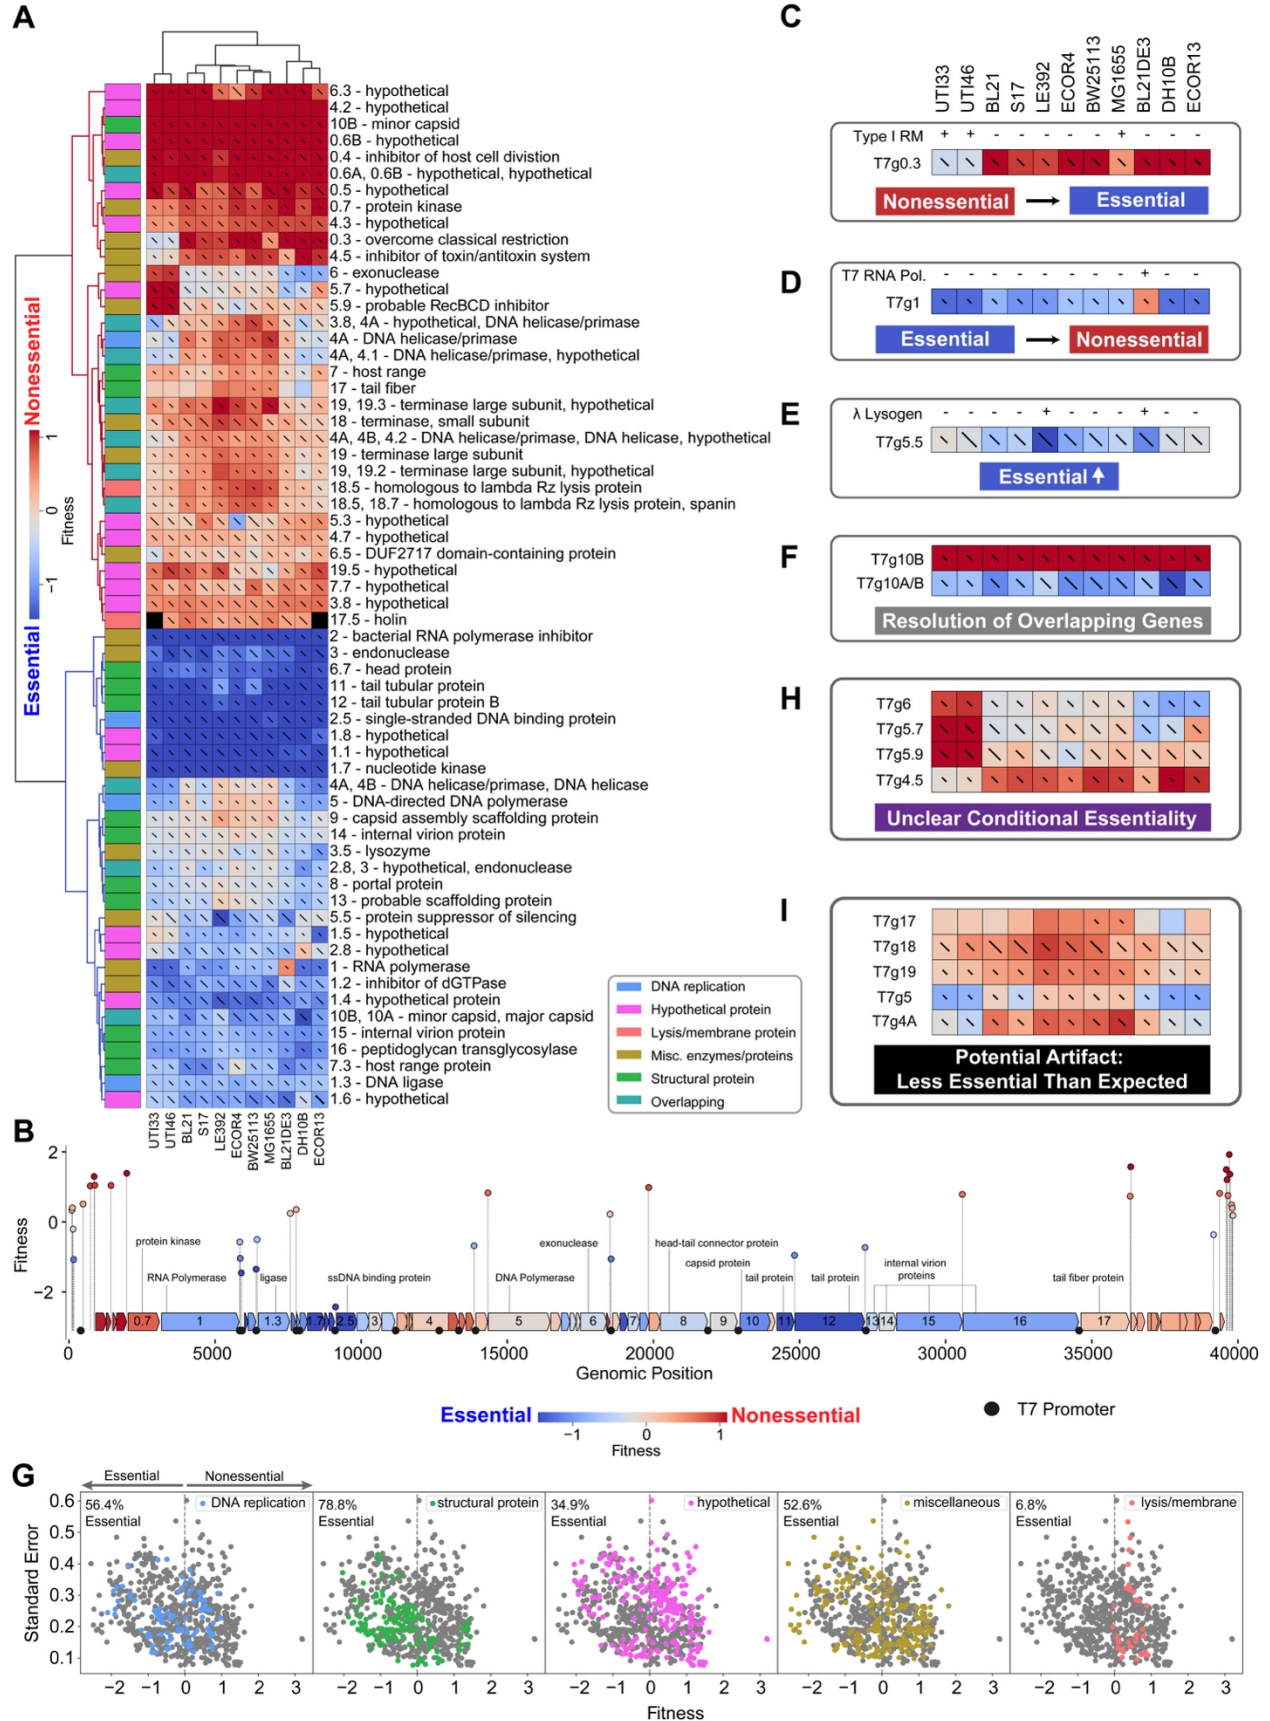 A
6.3 - hypothetical
4.2 - hypothetical
10B - minor capsid
0.6B - hypothetical
0.4 - inhibitor of host cell divistion
0.6A, 0.6B - hypothetical, hypothetical
0.5 - hypothetical
0.7 - protein kinase
4.3 - hypothetical
0.3 - overcome classical restriction
4.5 - inhibitor of toxin/antitoxin system
6 - exonuclease
5.7 - hypothetical
5.9 - probable RecBCD inhibitor
3.8, 4A - hypothetical, DNA helicase/primase
4A - DNA helicase/primase
4A, 4.1 - DNA helicase/primase, hypothetical
7 - host range
17 - tail fiber
19, 19.3 - terminase large subunit, hypothetical
18 - terminase, small subunit
4A, 4B, 4.2 - DNA helicase/primase, DNA helicase, hypothetical
19 - terminase large subunit
19, 19.2 - terminase large subunit, hypothetical
18.5 - homologous to lambda Rz lysis protein
18.5, 18.7 - homologous to lambda Rz lysis protein, spanin
5.3 - hypothetical
4.7 - hypothetical
6.5 - DUF2717 domain-containing protein
19.5 - hypothetical
7.7 - hypothetical
3.8 - hypothetical
17.5 - holin
2 - bacterial RNA polymerase inhibitor
3 - endonuclease
6.7 - head protein
11 - tail tubular protein
12 - tail tubular protein B
2.5 - single-stranded DNA binding protein
1.8 - hypothetical
1.1 - hypothetical
1.7 - nucleotide kinase
4A, 4B - DNA helicase/primase, DNA helicase
5 - DNA-directed DNA polymerase
9 - capsid assembly scaffolding protein
14 - internal virion protein
3.5 - lysozyme
2.8, 3 - hypothetical, endonuclease
8 - portal protein
13 - probable scaffolding protein
5.5 - protein suppressor of silencing
1.5 - hypothetical
2.8 - hypothetical
1 - RNA polymerase
1.2 - inhibitor of dGTPase
1.4 - hypothetical protein
10B, 10A - minor capsid, major capsid
15 - internal virion protein
16 - peptidoglycan transglycosylase
7.3 - host range protein
1.3 - DNA ligase
1.6 - hypothetical
Nonessential
1
0
−1
Fitness
Essential
UTI33
UTI46
BL21
S17
LE392
ECOR4
BW25113
MG1655
BL21DE3
DH10B
ECOR13
DNA replication
Hypothetical protein
Lysis/membrane protein
Misc. enzymes/proteins
Structural protein
Overlapping
C
UTI33
UTI46
BL21
S17
LE392
ECOR4
BW25113
MG1655
BL21DE3
DH10B
ECOR13
Type I RM + + - - - - - + - - -
T7g0.3
Nonessential → Essential
D
T7 RNA Pol. - - - - - - - - + - -
T7g1
Essential → Nonessential
E
λ Lysogen - - - - + - - - + - -
T7g5.5
Essential ↑
F
T7g10B
T7g10A/B
Resolution of Overlapping Genes
H
T7g6
T7g5.7
T7g5.9
T7g4.5
Unclear Conditional Essentiality
I
T7g17
T7g18
T7g19
T7g5
T7g4A
Potential Artifact:
Less Essential Than Expected
B
2
0
−2
Fitness
protein kinase
exonuclease
head-tail connector protein
capsid protein
internal virion
proteins
RNA Polymerase
ligase
ssDNA binding protein
DNA Polymerase
tail protein
tail protein
tail fiber protein
0.7 1 1.3 1.7 2.5 3 4 5 6 7 8 9 10 11 12 13 14 15 16 17
0 5000 10000 15000 20000 25000 30000 35000 40000
Genomic Position
Essential
Nonessential
−1 0 1
Fitness
T7 Promoter
G
Essential Nonessential
0.6
0.5
0.4
0.3
0.2
0.1
Standard Error
56.4%
Essential
DNA replication
78.8%
Essential
structural protein
34.9%
Essential
hypothetical
52.6%
Essential
miscellaneous
6.8%
Essential
lysis/membrane
−2 −1 0 1 2 3
−2 −1 0 1 2 3
−2 −1 0 1 2 3
−2 −1 0 1 2 3
−2 −1 0 1 2 3
Fitness